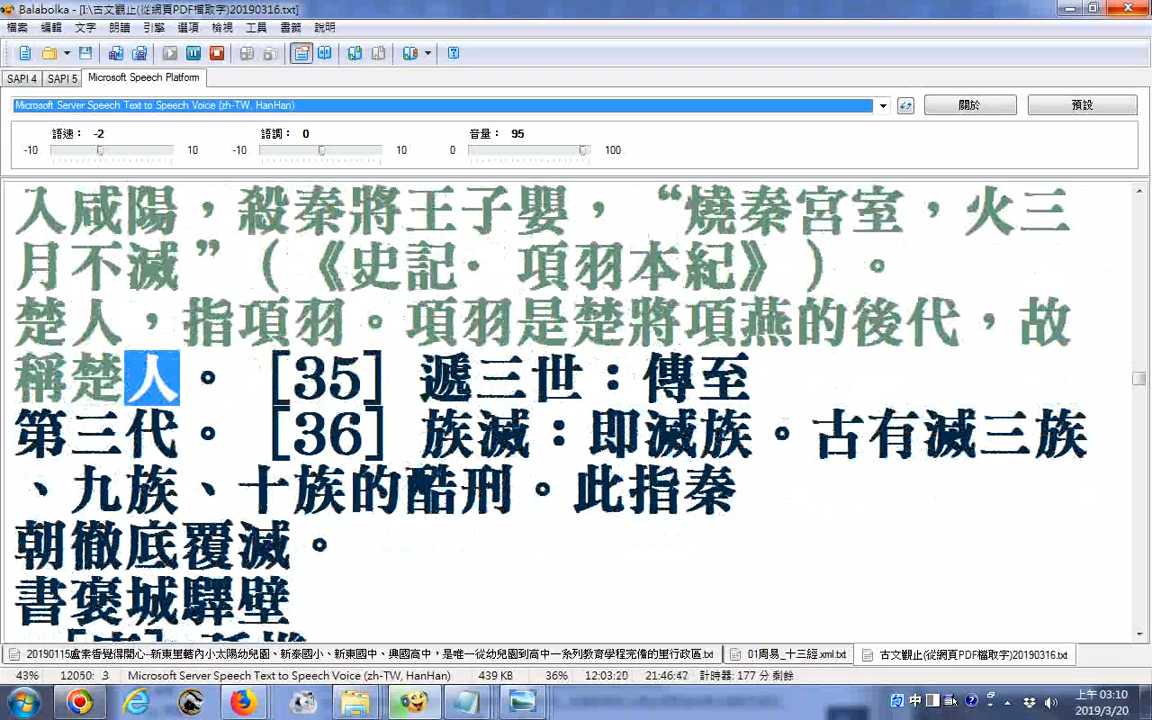 Balabolka - [I:\古文觀止(從網頁PDF檔取字)20190316.txt]
檔案 編輯 文字 朗讀 引擎 選項 檢視 工具 書籤 說明
SAPI 4 SAPI 5 Microsoft Speech Platform
Microsoft Server Speech Text to Speech Voice (zh-TW, HanHan)
關於 預設
語速： -2 語調： 0 音量： 95
-10 10 -10 10 0 100
入咸陽，殺秦將王子嬰，“燒秦宮室，火三
月不滅”(《史記·項羽本紀》)。
楚人，指項羽。項羽是楚將項燕的後代，故
稱楚人。［35］遞三世：傳至
第三代。［36］族滅：即滅族。古有滅三族
、九族、十族的酷刑。此指秦
朝徹底覆滅。
書褒城驛壁
20190115盧素香覺得開心--新東里轄內小太陽幼兒園、新泰國小、新東國中、興國高中，是唯一從幼兒園到高中一系列教育學程完備的里行政區.txt 01周易_十三經.xml.txt 古文觀止(從網頁PDF檔取字)20190316.txt
43% 12050: 3 Microsoft Server Speech Text to Speech Voice (zh-TW, HanHan) 439 KB 36% 12:03:20 21:46:42 計時器: 177 分 剩餘
中 上午 03:10
2019/3/20